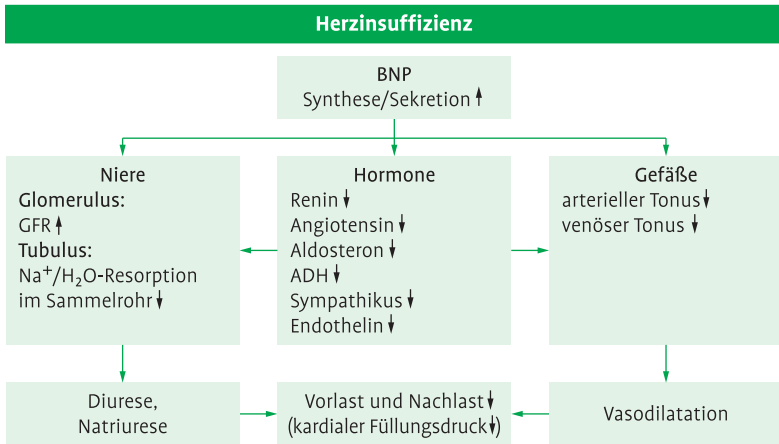 Herzinsuffizienz
BNP
Synthese/Sekretion ↑
Niere
Glomerulus:
GFR ↑
Tubulus:
Na⁺/H₂O-Resorption
im Sammelrohr ↓
Hormone
Renin ↓
Angiotensin ↓
Aldosteron ↓
ADH ↓
Sympathikus ↓
Endothelin ↓
Gefäße
arterieller Tonus ↓
venöser Tonus ↓
Diurese,
Natriurese
Vorlast und Nachlast ↓
(kardialer Füllungsdruck ↓)
Vasodilatation